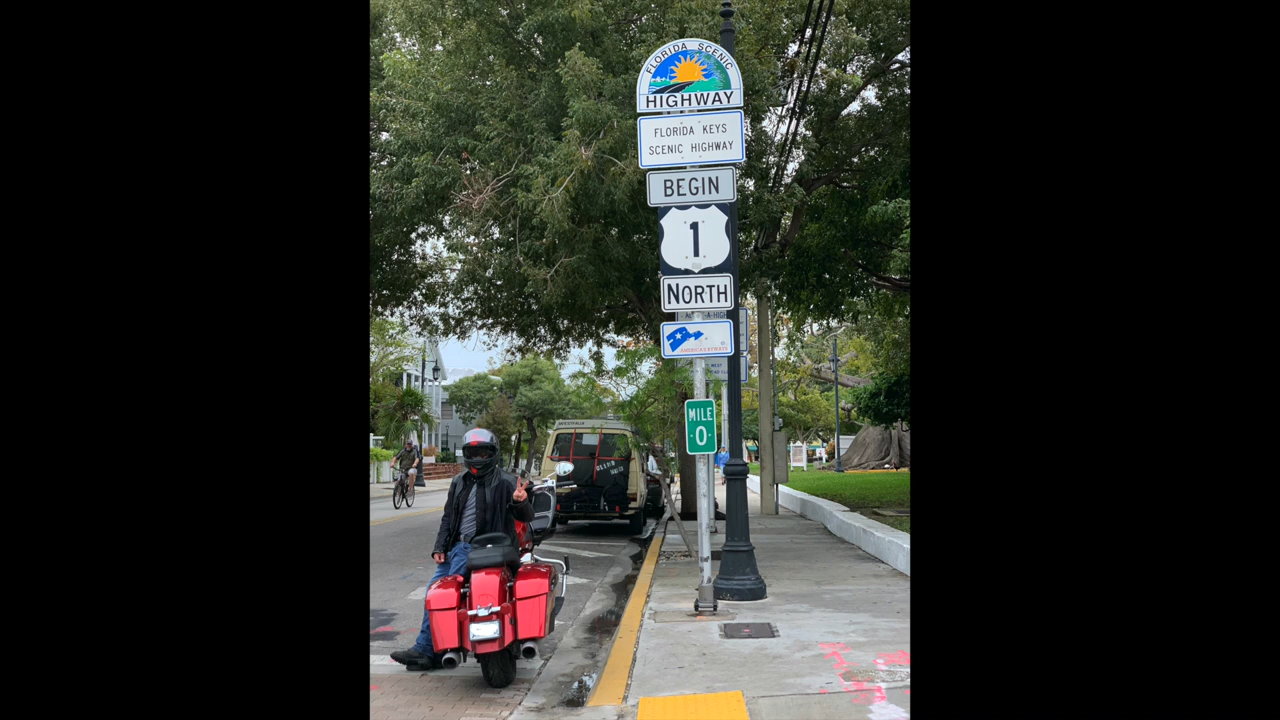 FLORIDA SCENIC
HIGHWAY
FLORIDA KEYS
SCENIC HIGHWAY
BEGIN
1
NORTH
AMERICA'S BYWAYS
MILE
0